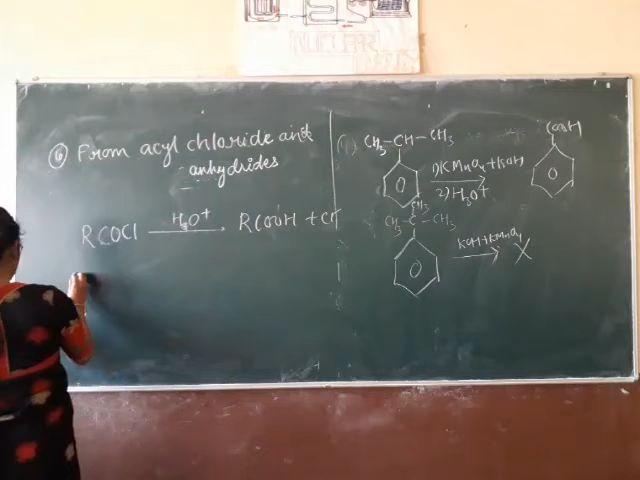 ⑥ From acyl chloride and
anhydrides
RCOCl H₃O⁺ → RCOOH + Cl
CH₃-CH-CH₃
1) KMnO₄ + KOH
2) H₃O⁺
COOH
CH₃
CH₃-C-CH₃
KOH+KMnO₄ → X
NUCLEAR